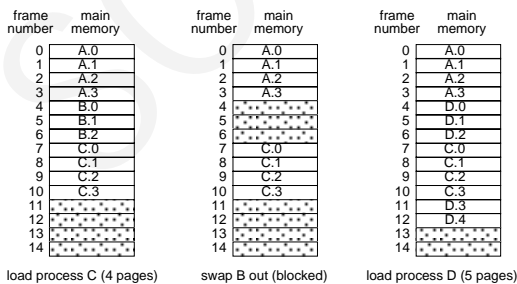 frame number main memory
0 A.0
1 A.1
2 A.2
3 A.3
4 B.0
5 B.1
6 B.2
7 C.0
8 C.1
9 C.2
10 C.3
11
12
13
14
load process C (4 pages)
frame number main memory
0 A.0
1 A.1
2 A.2
3 A.3
4
5
6
7 C.0
8 C.1
9 C.2
10 C.3
11
12
13
14
swap B out (blocked)
frame number main memory
0 A.0
1 A.1
2 A.2
3 A.3
4 D.0
5 D.1
6 D.2
7 C.0
8 C.1
9 C.2
10 C.3
11 D.3
12 D.4
13
14
load process D (5 pages)